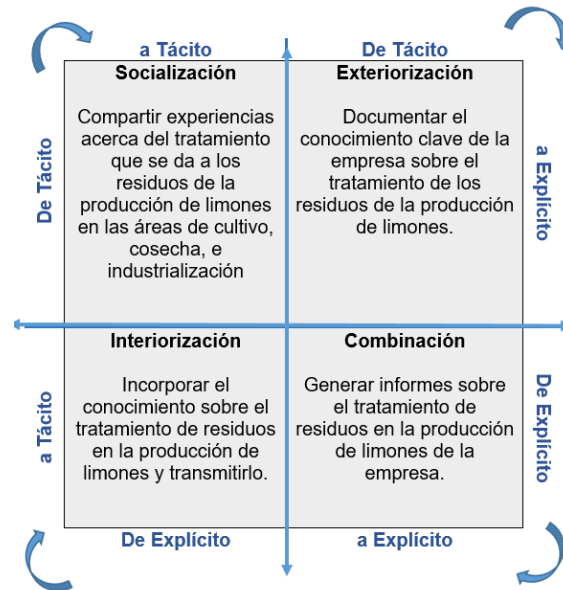 a Tácito
De Tácito
De Tácito
Socialización
Compartir experiencias
acerca del tratamiento
que se da a los
residuos de la
producción de limones
en las áreas de cultivo,
cosecha, e
industrialización
Exteriorización
Documentar el
conocimiento clave de la
empresa sobre el
tratamiento de los
residuos de la producción
de limones.
a Explícito
a Tácito
Interiorización
Incorporar el
conocimiento sobre el
tratamiento de residuos
en la producción de
limones y transmitirlo.
Combinación
Generar informes sobre
el tratamiento de
residuos en la producción
de limones de la
empresa.
De Explícito
De Explícito
a Explícito